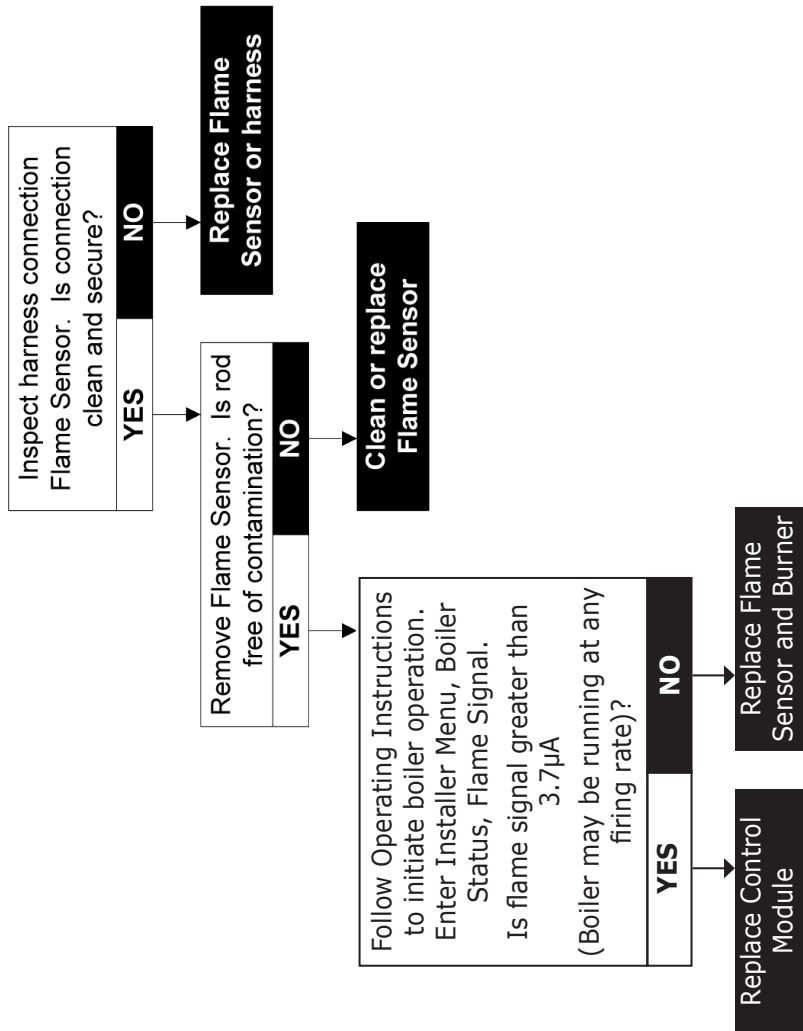 Inspect harness connection
Flame Sensor.  Is connection
clean and secure?
YES
NO
Replace Flame
Sensor or harness
Remove Flame Sensor.  Is rod
free of contamination?
YES
NO
Clean or replace
Flame Sensor
Follow Operating Instructions
to initiate boiler operation.
Enter Installer Menu, Boiler
Status, Flame Signal.
Is flame signal greater than
3.7µA
(Boiler may be running at any
firing rate)?
YES
NO
Replace Control
Module
Replace Flame
Sensor and Burner